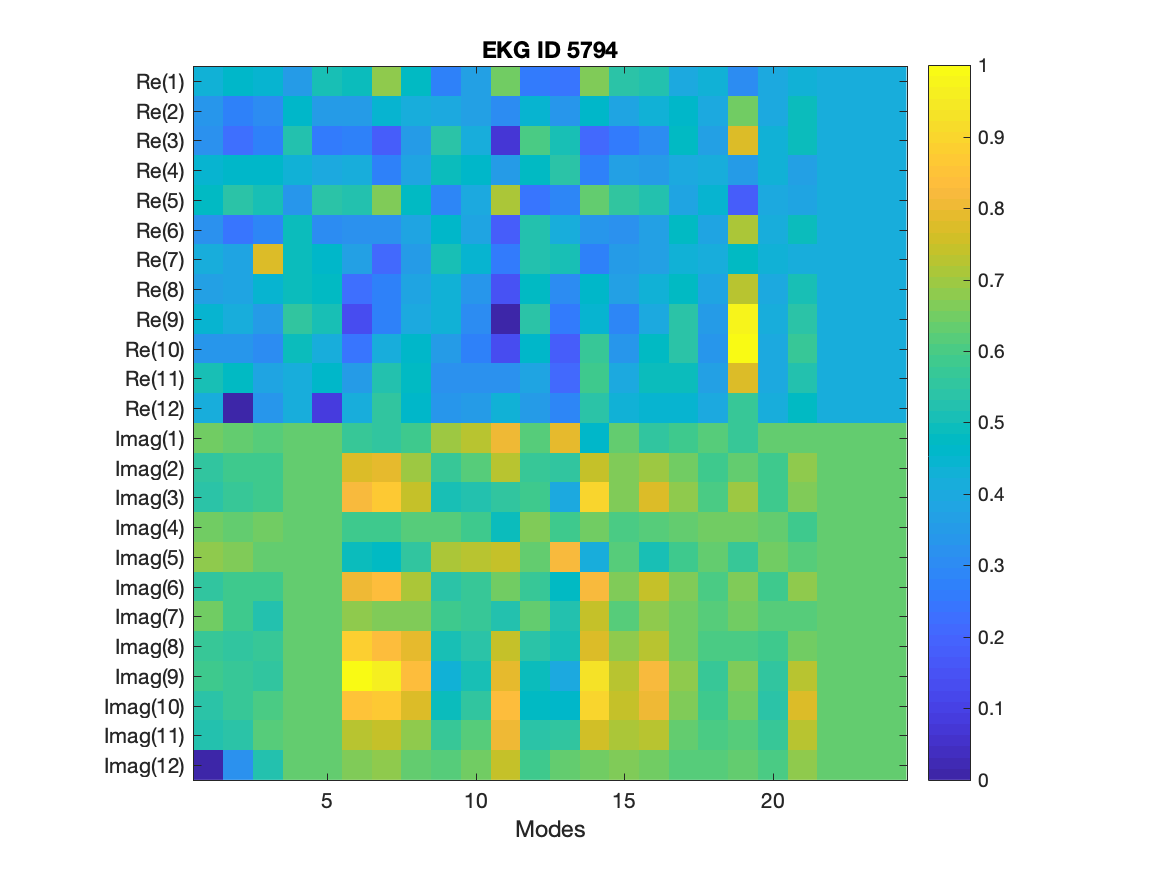 EKG ID 5794
Re(1)
Re(2)
Re(3)
Re(4)
Re(5)
Re(6)
Re(7)
Re(8)
Re(9)
Re(10)
Re(11)
Re(12)
Imag(1)
Imag(2)
Imag(3)
Imag(4)
Imag(5)
Imag(6)
Imag(7)
Imag(8)
Imag(9)
Imag(10)
Imag(11)
Imag(12)
5 10 15 20
Modes
1
0.9
0.8
0.7
0.6
0.5
0.4
0.3
0.2
0.1
0